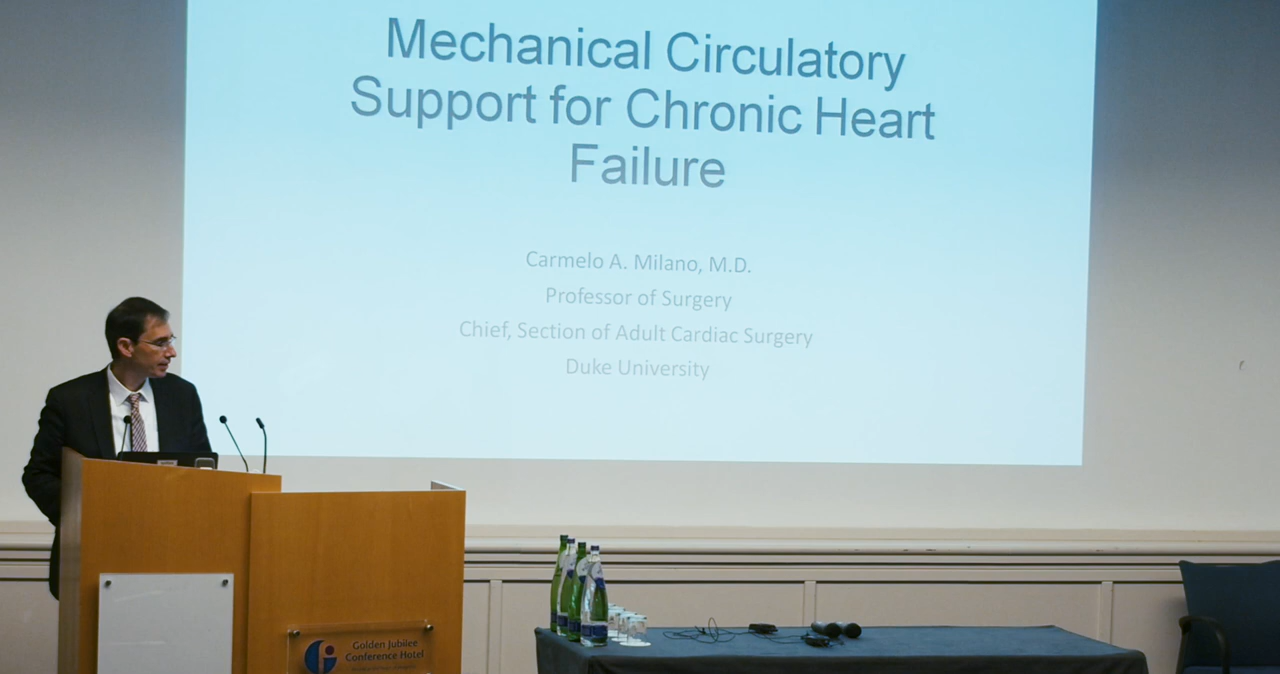 Mechanical Circulatory
Support for Chronic Heart
Failure
Carmelo A. Milano, M.D.
Professor of Surgery
Chief, Section of Adult Cardiac Surgery
Duke University
Golden Jubilee
Conference Hotel